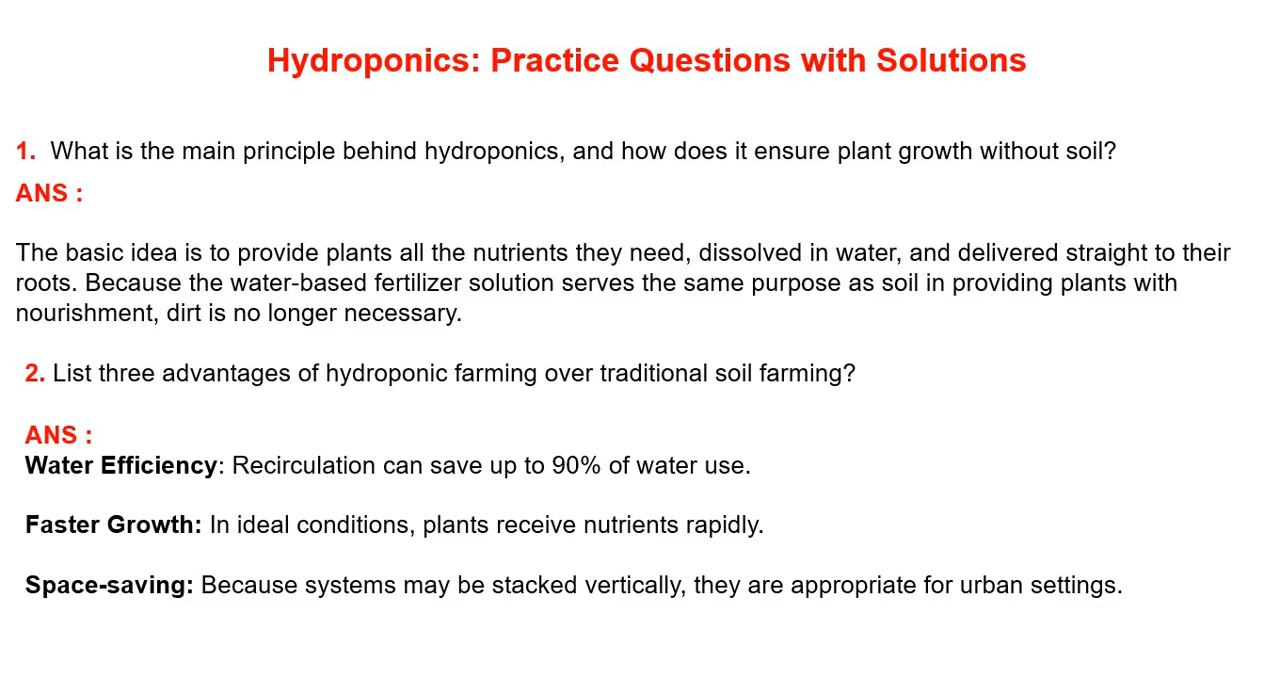 Hydroponics: Practice Questions with Solutions
1. What is the main principle behind hydroponics, and how does it ensure plant growth without soil?
ANS :
The basic idea is to provide plants all the nutrients they need, dissolved in water, and delivered straight to their
roots. Because the water-based fertilizer solution serves the same purpose as soil in providing plants with
nourishment, dirt is no longer necessary.
2. List three advantages of hydroponic farming over traditional soil farming?
ANS :
Water Efficiency: Recirculation can save up to 90% of water use.
Faster Growth: In ideal conditions, plants receive nutrients rapidly.
Space-saving: Because systems may be stacked vertically, they are appropriate for urban settings.